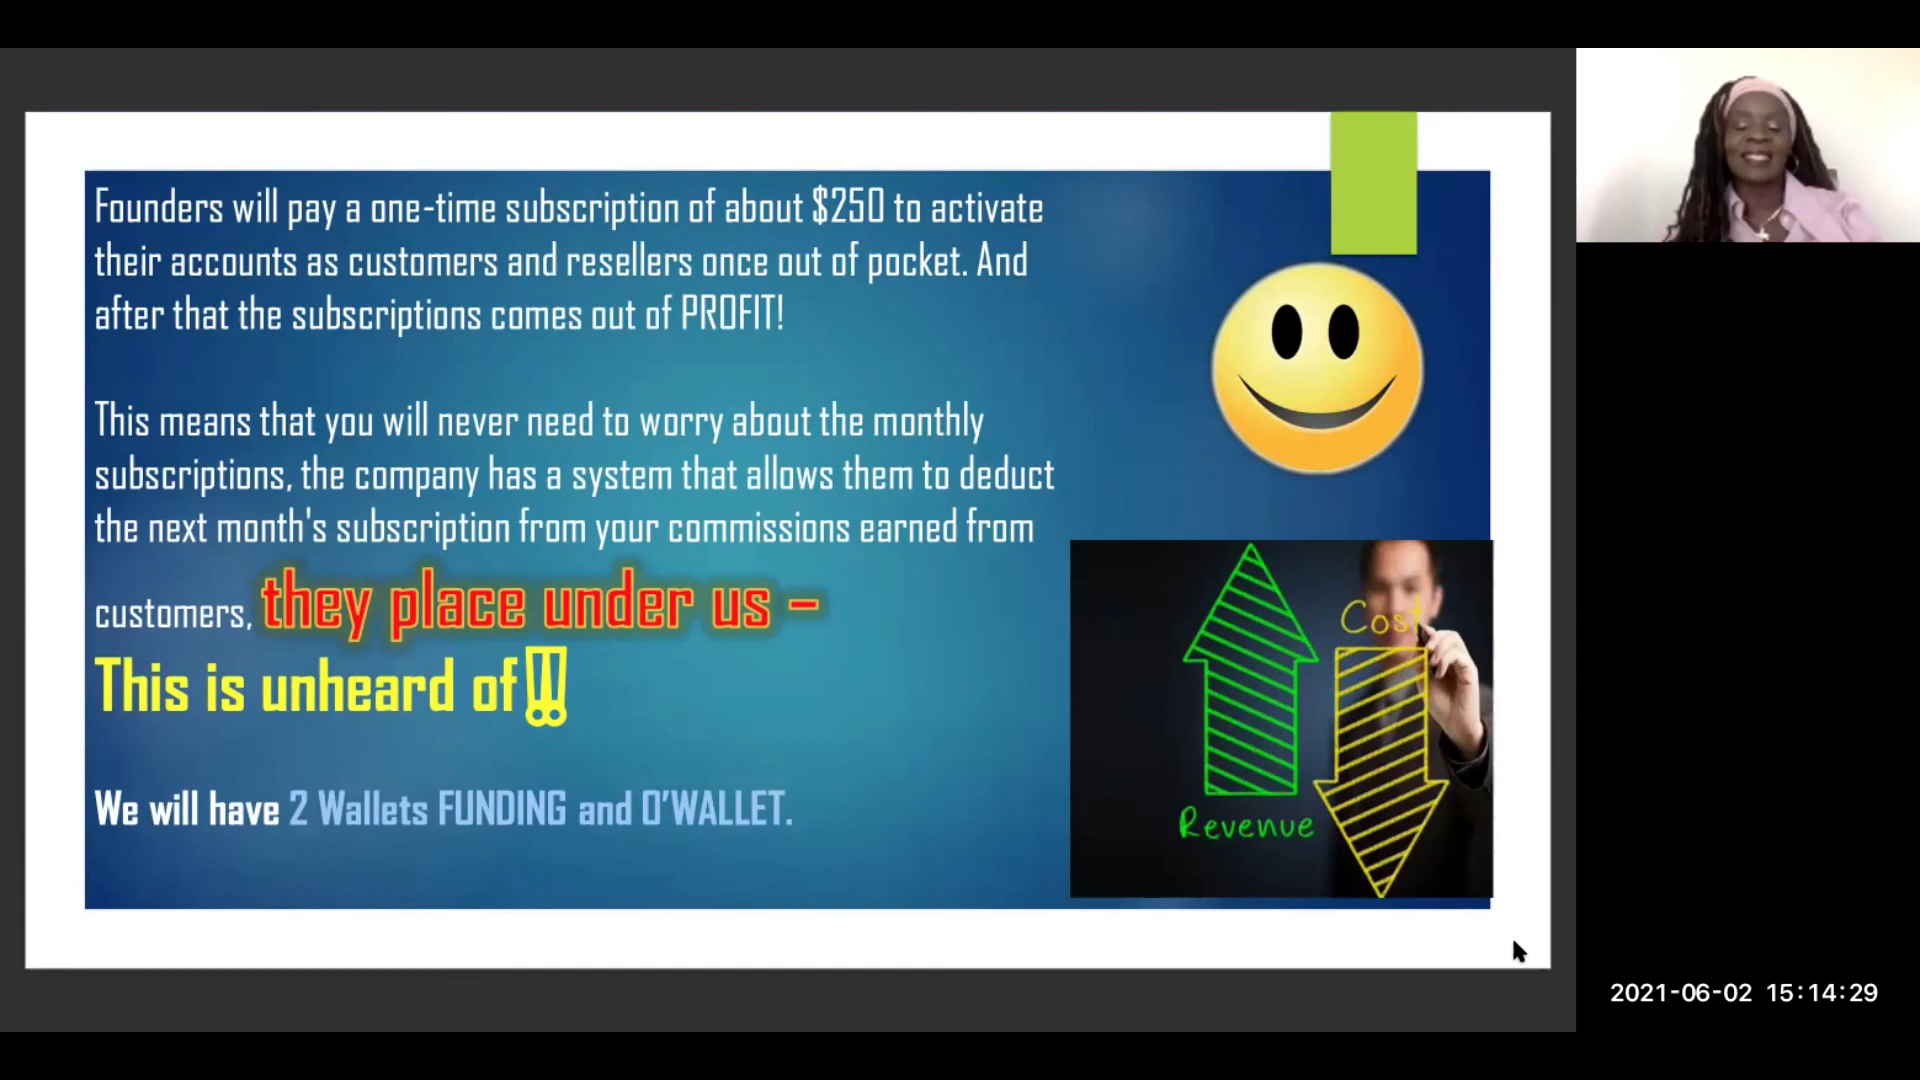 Founders will pay a one-time subscription of about $250 to activate
their accounts as customers and resellers once out of pocket. And
after that the subscriptions comes out of PROFIT!
This means that you will never need to worry about the monthly
subscriptions, the company has a system that allows them to deduct
the next month's subscription from your commissions earned from
customers, they place under us –
This is unheard of!!!
We will have 2 Wallets FUNDING and O'WALLET.
Cost
Revenue
2021-06-02 15:14:29